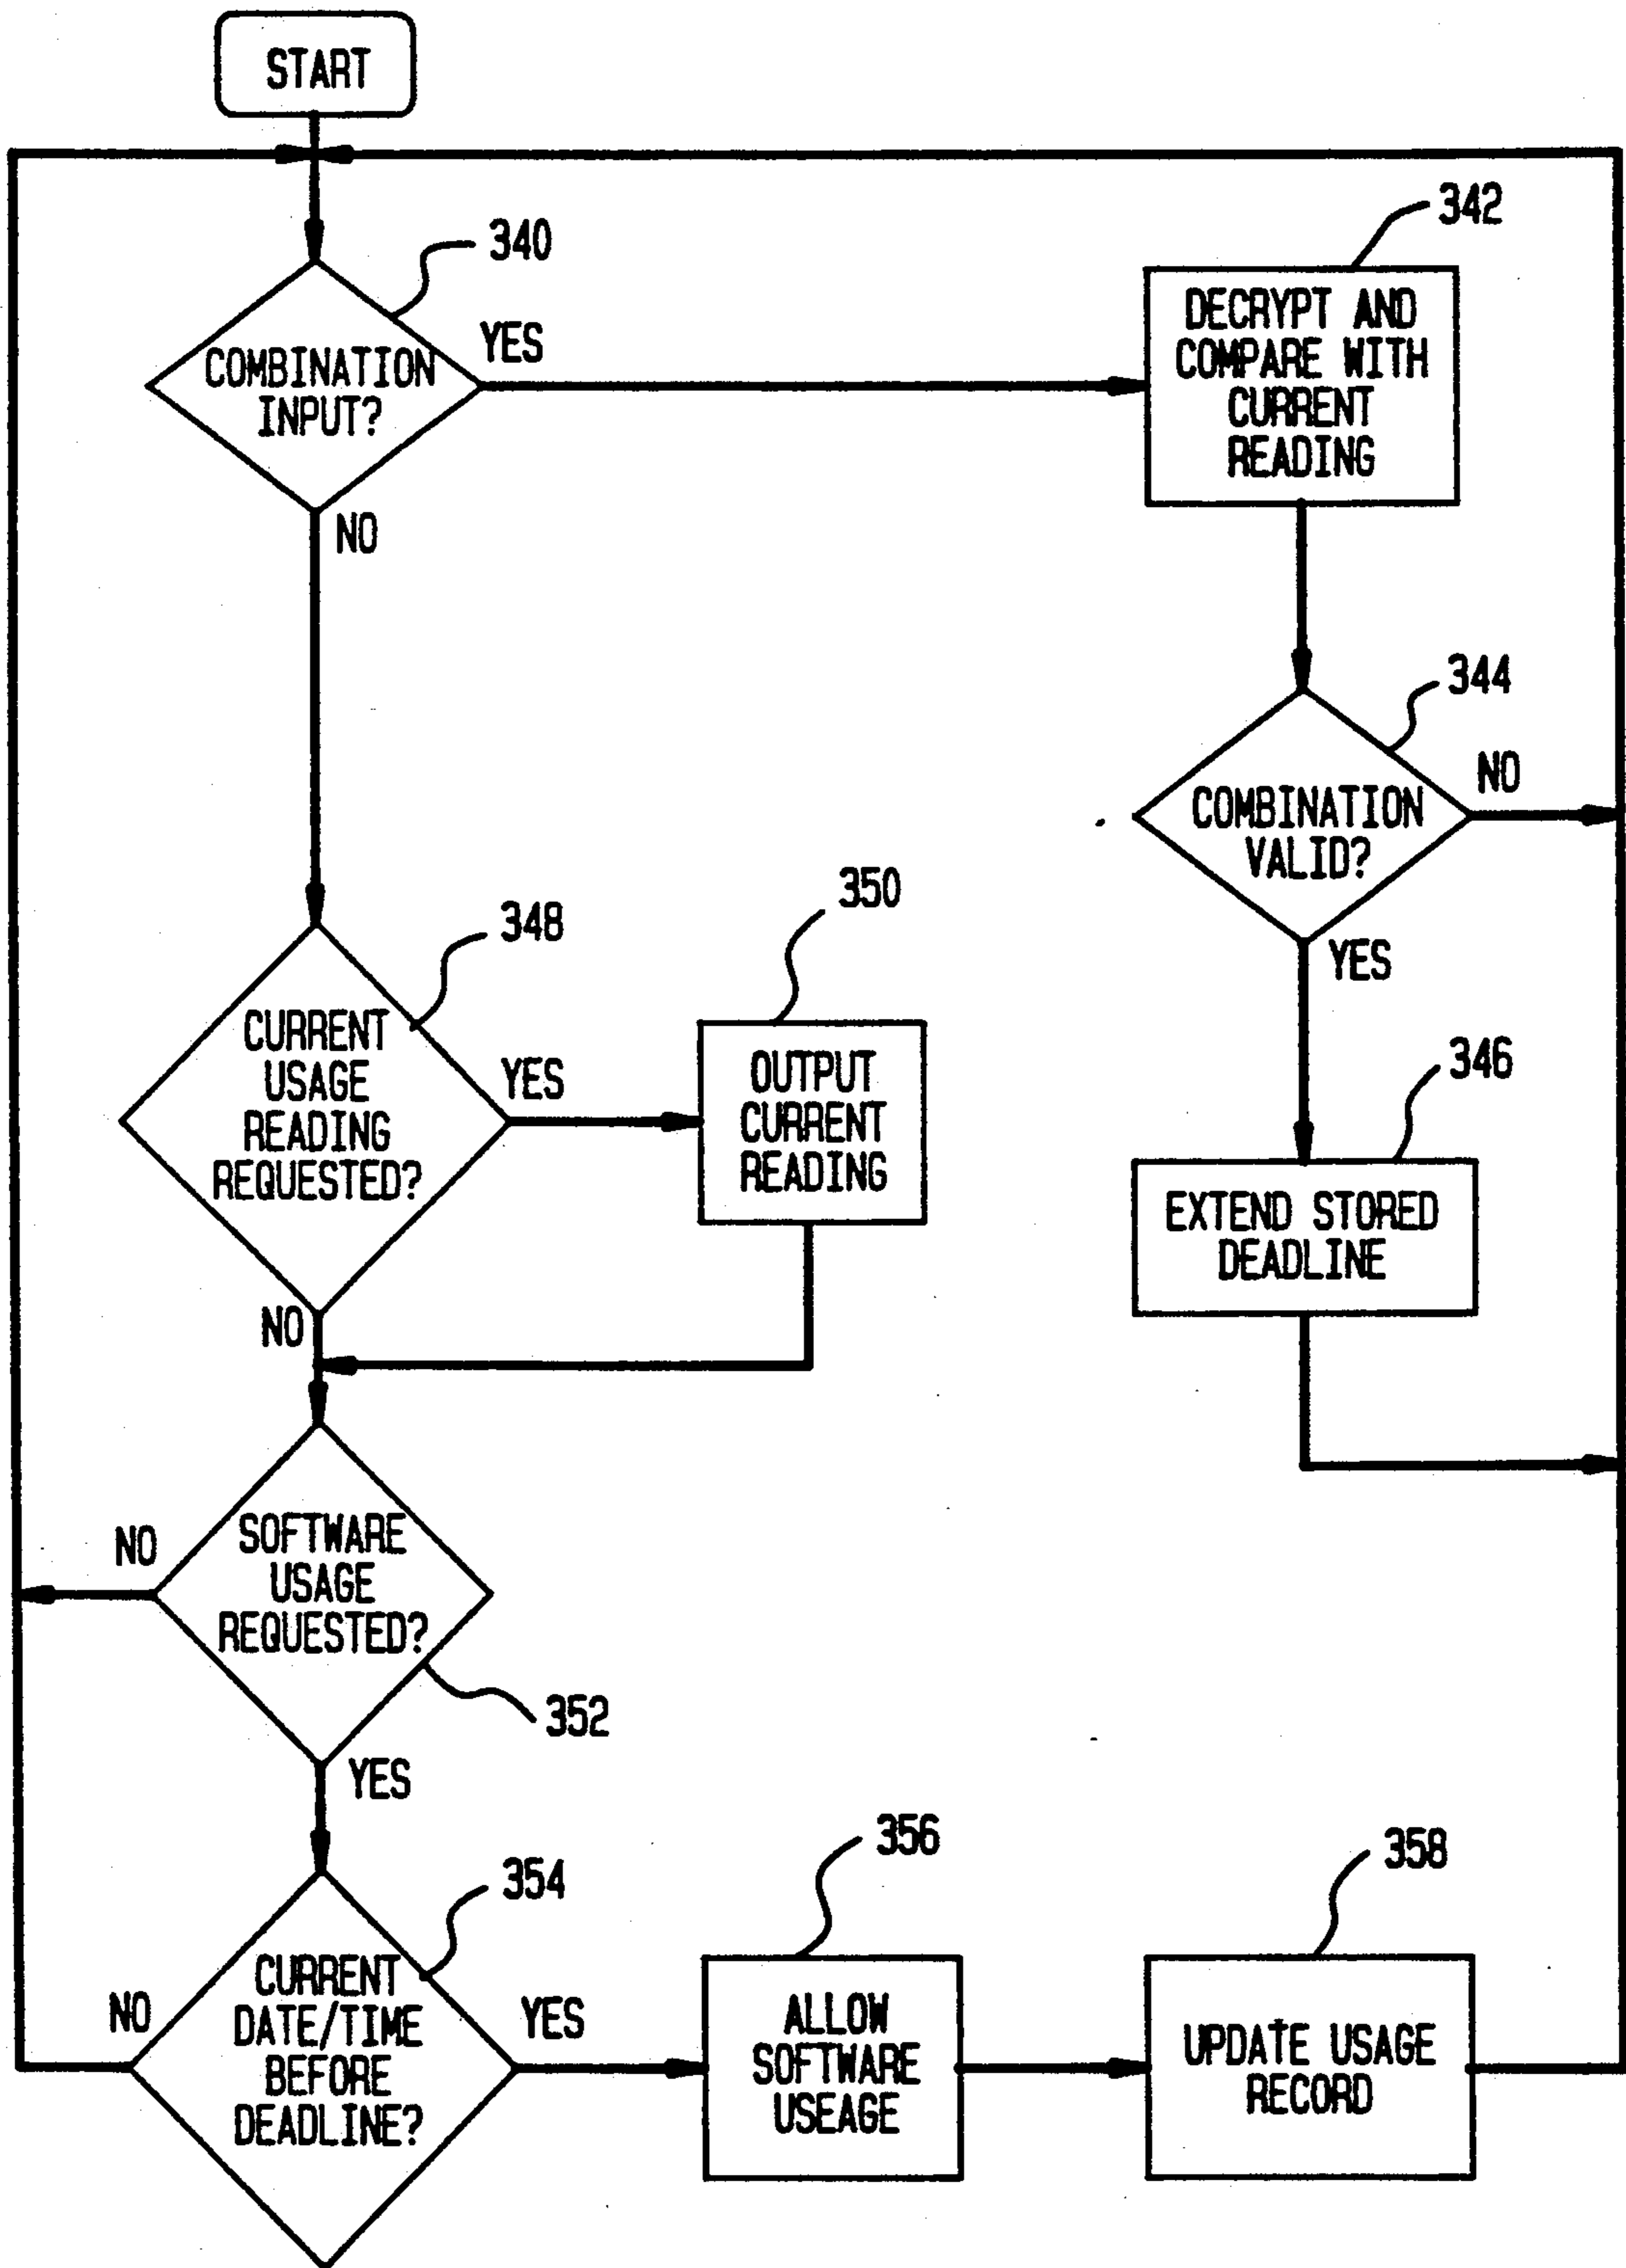 START
340
COMBINATION
INPUT?
YES
NO
342
DECRYPT AND
COMPARE WITH
CURRENT
READING
344
COMBINATION
VALID?
NO
YES
346
EXTEND STORED
DEADLINE
348
CURRENT
USAGE
READING
REQUESTED?
YES
NO
350
OUTPUT
CURRENT
READING
SOFTWARE
USAGE
REQUESTED?
NO
352
YES
354
CURRENT
DATE/TIME
BEFORE
DEADLINE?
NO
YES
356
ALLOW
SOFTWARE
USEAGE
358
UPDATE USAGE
RECORD